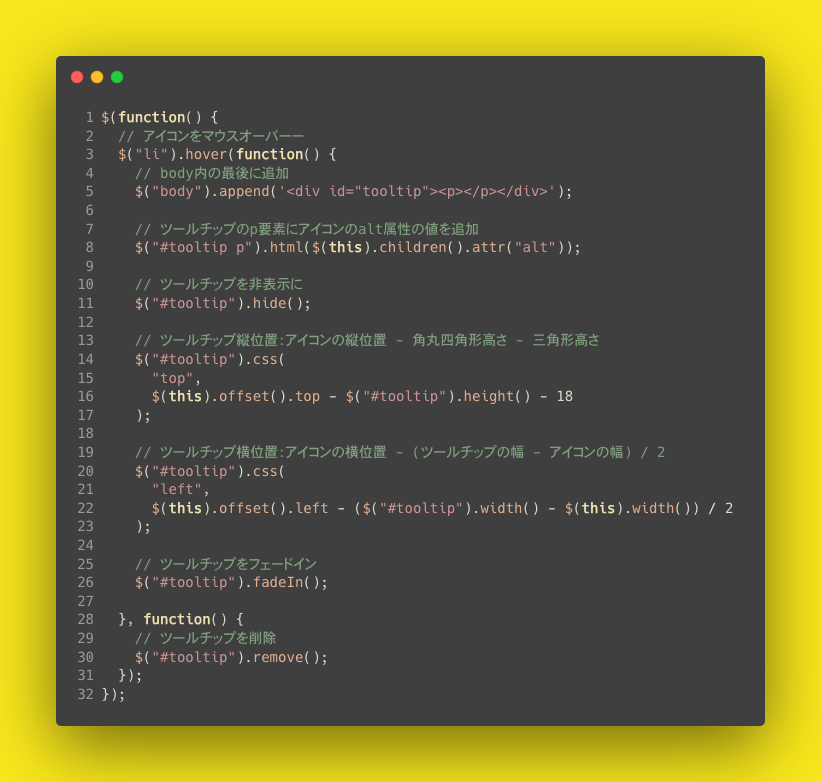 1 $(function() {
2 // アイコンをマウスオーバーー
3 $("li").hover(function() {
4 // body内の最後に追加
5 $("body").append('<div id="tooltip"><p></p></div>');
6
7 // ツールチップのp要素にアイコンのalt属性の値を追加
8 $("#tooltip p").html($(this).children().attr("alt"));
9
10 // ツールチップを非表示に
11 $("#tooltip").hide();
12
13 // ツールチップ縦位置:アイコンの縦位置 - 角丸四角形高さ - 三角形高さ
14 $("#tooltip").css(
15 "top",
16 $(this).offset().top - $("#tooltip").height() - 18
17 );
18
19 // ツールチップ横位置:アイコンの横位置 - (ツールチップの幅 - アイコンの幅) / 2
20 $("#tooltip").css(
21 "left",
22 $(this).offset().left - ($("#tooltip").width() - $(this).width()) / 2
23 );
24
25 // ツールチップをフェードイン
26 $("#tooltip").fadeIn();
27
28 }, function() {
29 // ツールチップを削除
30 $("#tooltip").remove();
31 });
32 });